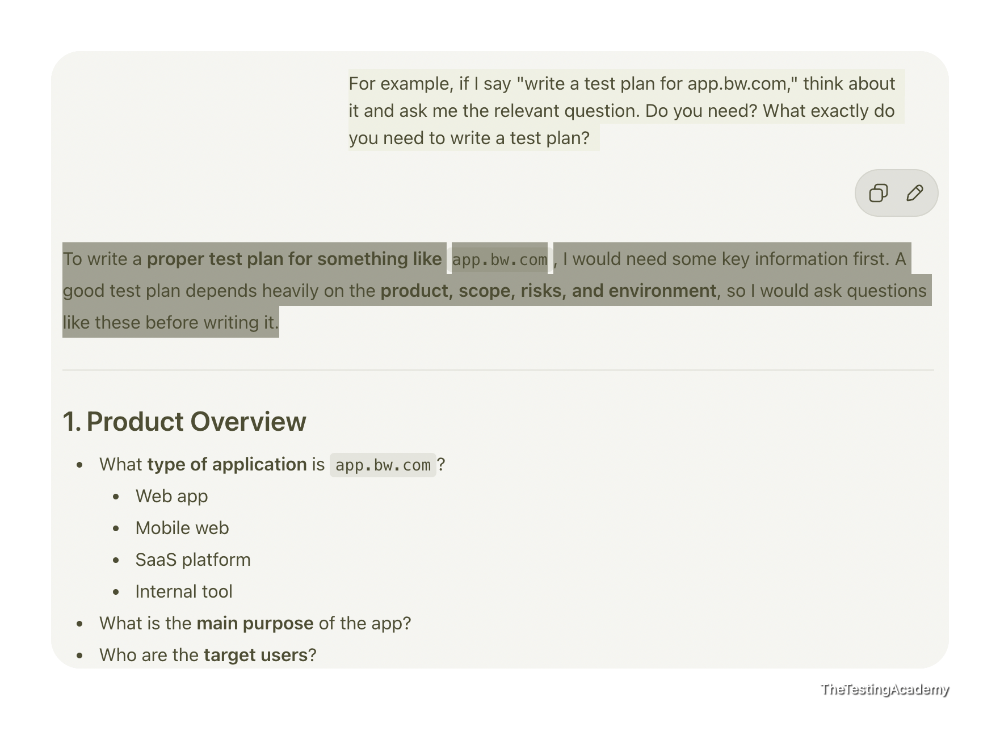 For example, if I say "write a test plan for app.bw.com," think about
it and ask me the relevant question. Do you need? What exactly do
you need to write a test plan?
To write a proper test plan for something like app.bw.com, I would need some key information first. A
good test plan depends heavily on the product, scope, risks, and environment, so I would ask questions
like these before writing it.
1. Product Overview
• What type of application is app.bw.com?
• Web app
• Mobile web
• SaaS platform
• Internal tool
• What is the main purpose of the app?
• Who are the target users?
TheTestingAcademy